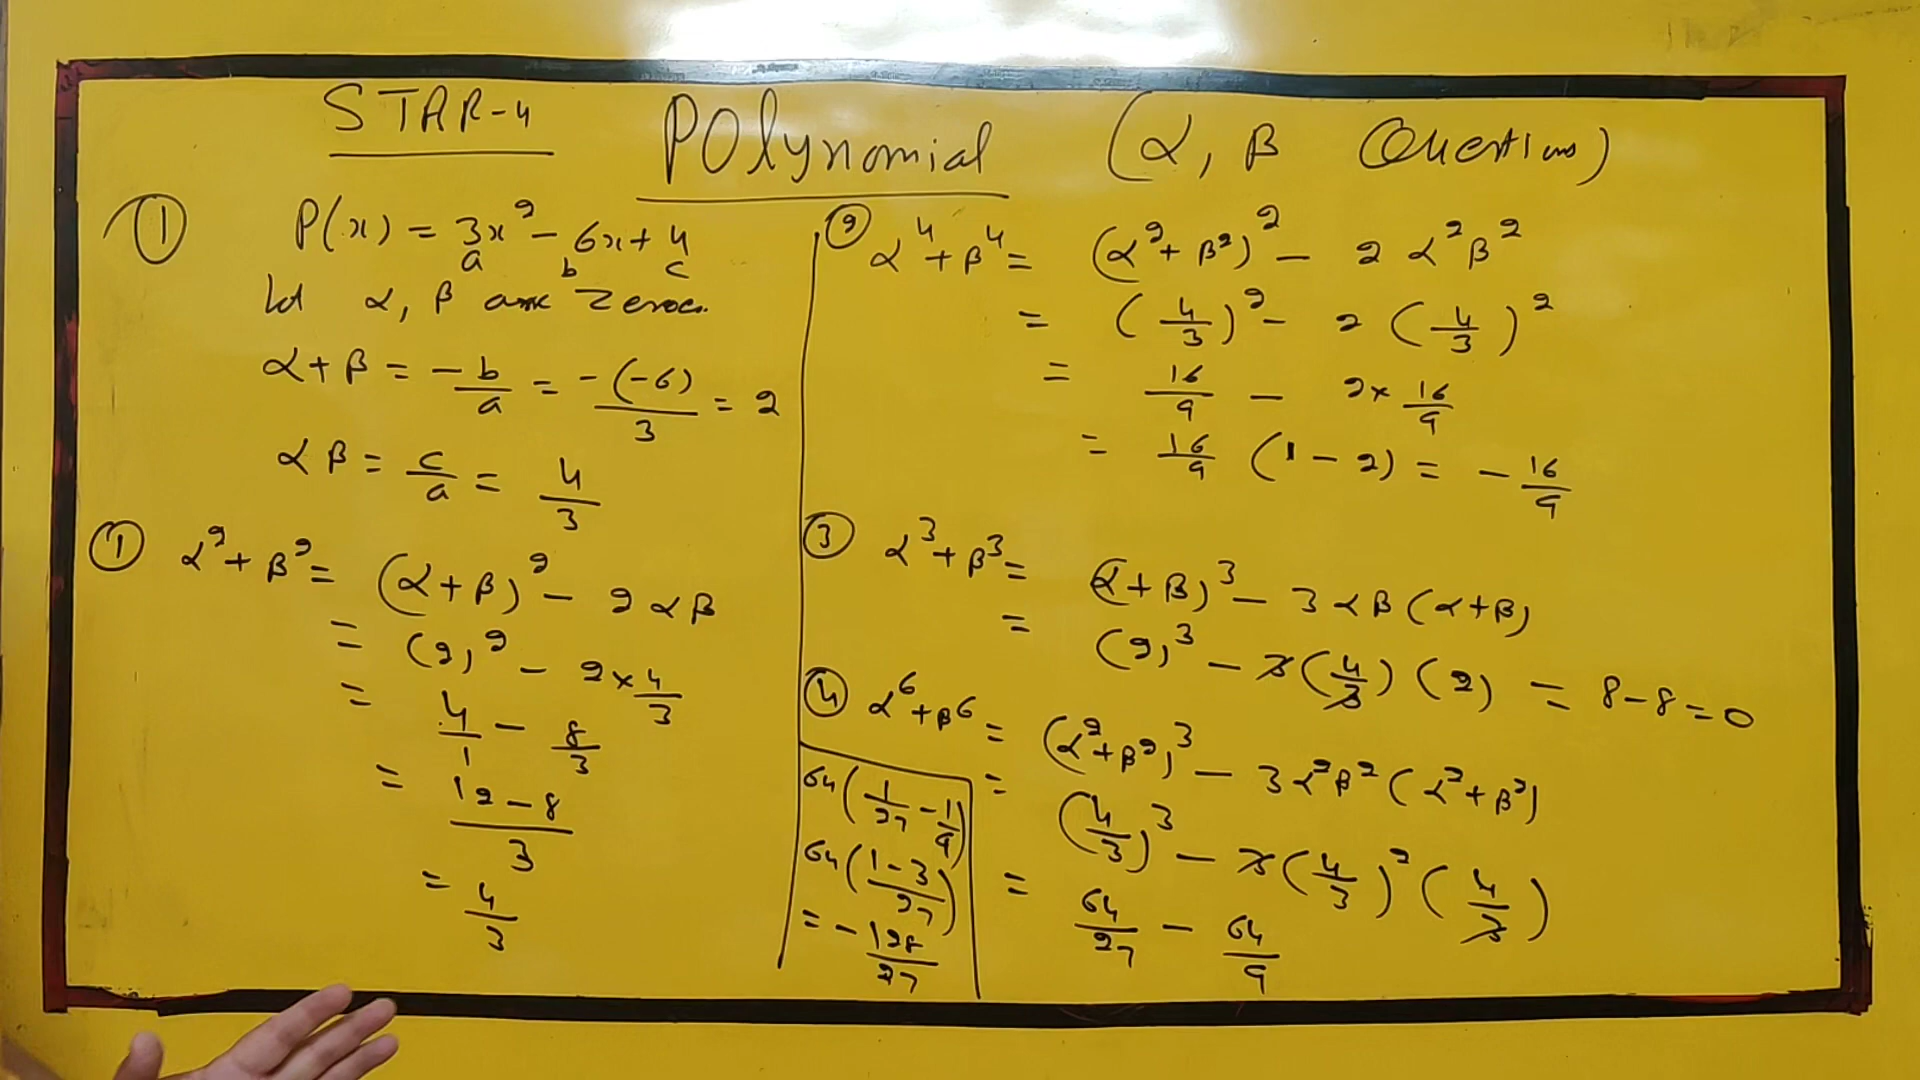 STAR-4
POlynomial (α, β Questions)
① P(x) = 3x² - 6x + 4
a b c
let α, β are zeroes.
α + β = -b/a = -(-6)/3 = 2
αβ = c/a = 4/3
① α² + β² = (α + β)² - 2αβ
= (2)² - 2 × 4/3
= 4/1 - 8/3
= 12 - 8/3
= 4/3
② α⁴ + β⁴ = (α² + β²)² - 2α²β²
= (4/3)² - 2(4/3)²
= 16/9 - 2 × 16/9
= 16/9 (1 - 2) = -16/9
③ α³ + β³ = (α + β)³ - 3αβ(α + β)
= (2)³ - 3(4/3)(2) = 8 - 8 = 0
④ α⁶ + β⁶ = (α² + β²)³ - 3α²β²(α² + β²)
= (4/3)³ - 3(4/3)²(4/3)
= 64/27 - 64/9
64(1/27 - 1/9)
64(1 - 3/27)
= -128/27